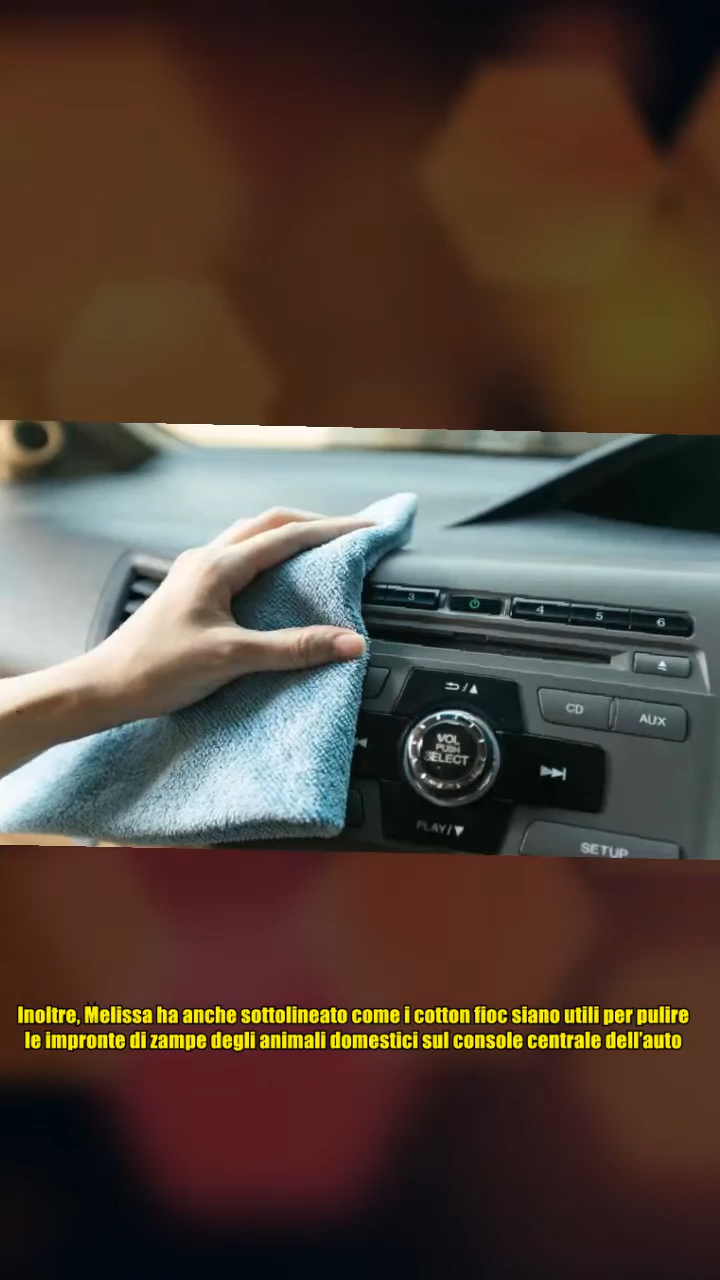 3
4 5 6
CD AUX
VOL
PUSH
SELECT
PLAY/
SETUP
Inoltre, Melissa ha anche sottolineato come i cotton fioc siano utili per pulire
le impronte di zampe degli animali domestici sul console centrale dell'auto